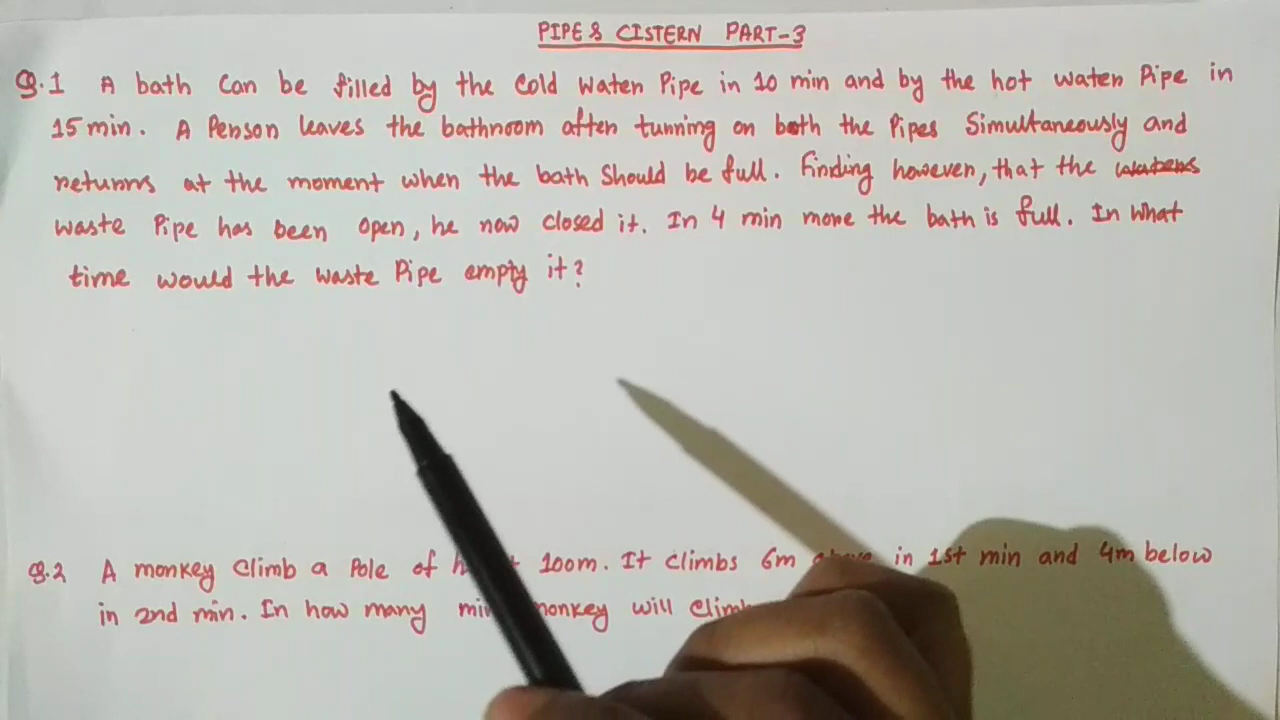 PIPE & CISTERN PART-3
Q.1 A bath Can be filled by the Cold Water Pipe in 10 min and by the hot water Pipe in
15 min. A Person leaves the bathroom after turning on both the Pipes Simultaneously and
returns at the moment when the bath Should be full. Finding however, that the
waste Pipe has been open, he now closed it. In 4 min more the bath is full. In What
time would the waste Pipe empty it?
Q.2 A monkey Climb a Pole of 100m. It climbs 6m above in 1st min and 4m below
in 2nd min. In how many monkey will